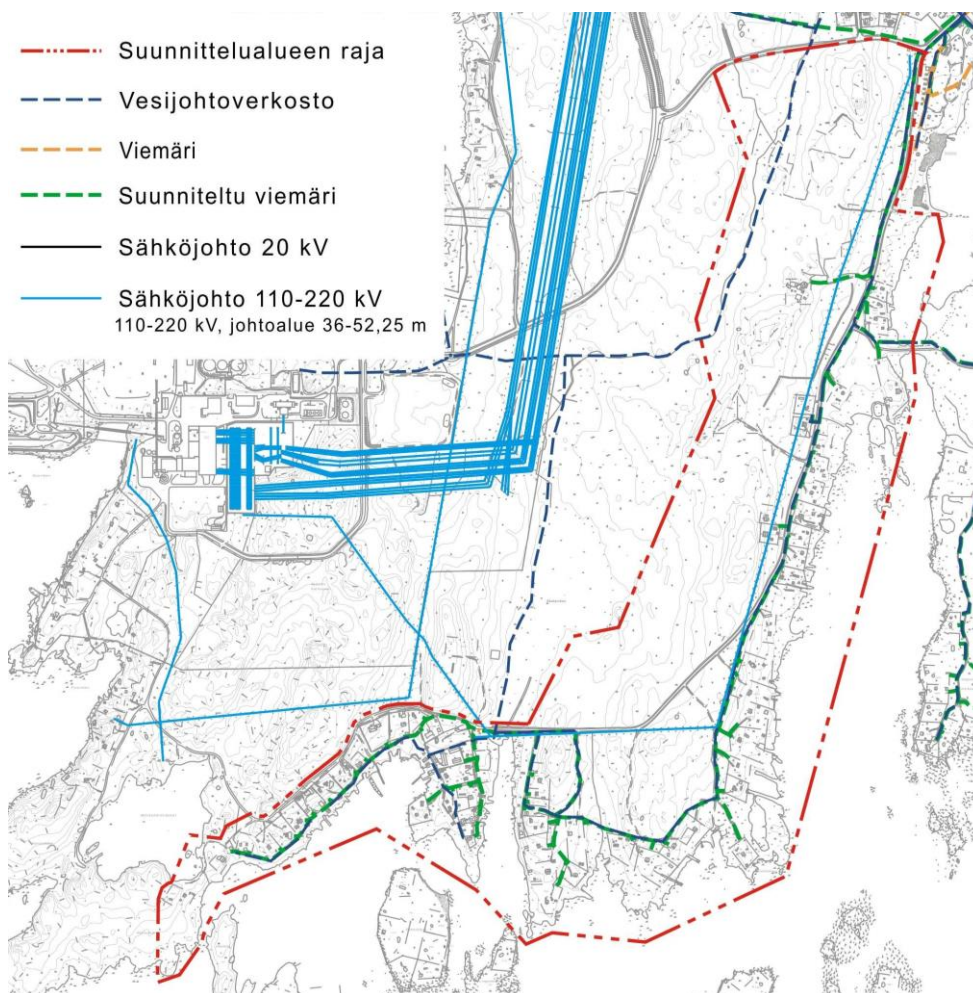 Suunnittelualueen raja
Vesijohtoverkosto
Viemäri
Suunniteltu viemäri
Sähköjohto 20 kV
Sähköjohto 110-220 kV
110-220 kV, johtoalue 36-52,25 m